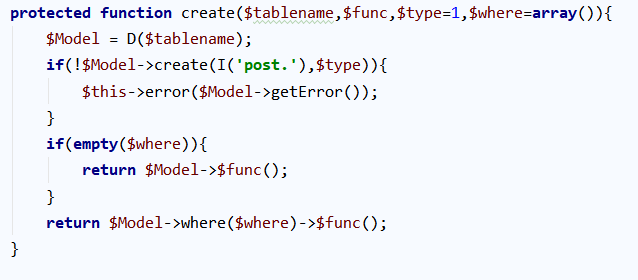 protected function create($tablename,$func,$type=1,$where=array()){
$Model = D($tablename);
if(!$Model->create(I('post.'),$type)){
$this->error($Model->getError());
}
if(empty($where)){
return $Model->$func();
}
return $Model->where($where)->$func();
}